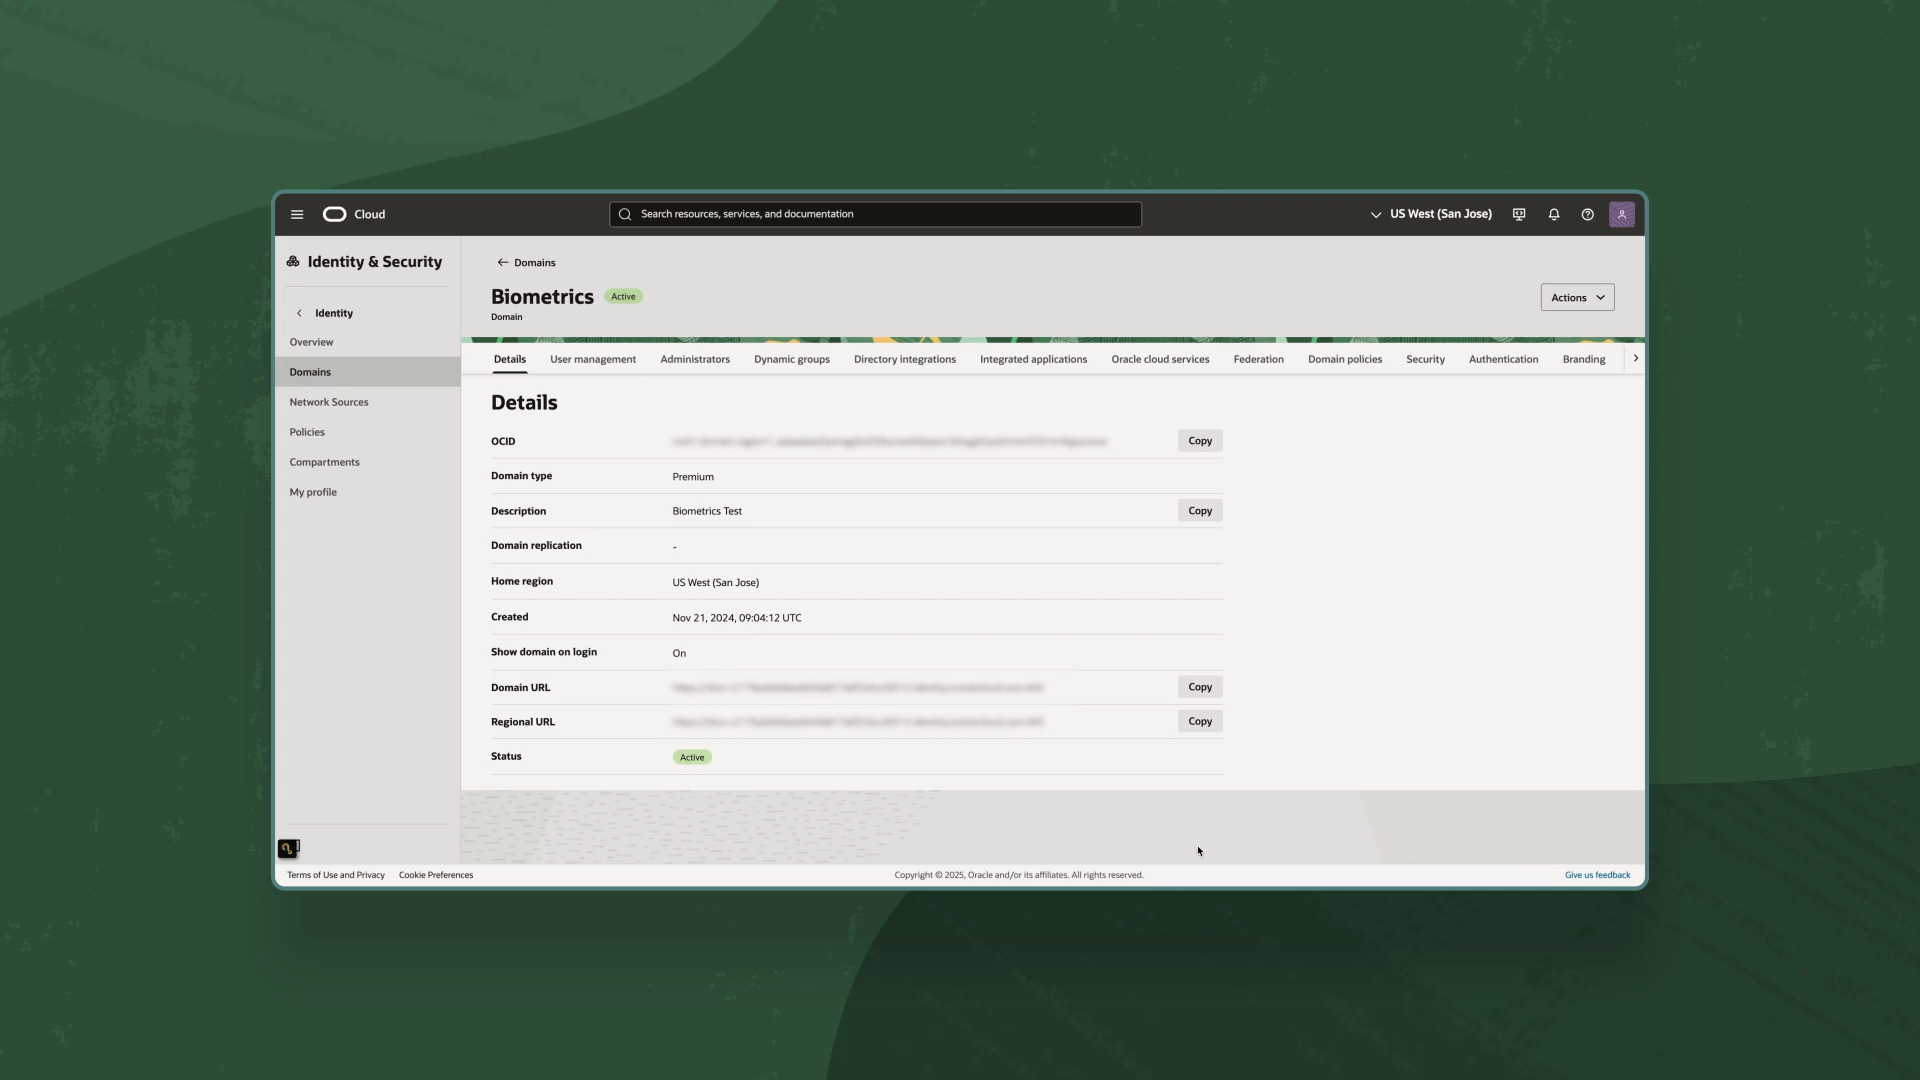 Cloud
Search resources, services, and documentation
US West (San Jose)
Identity & Security
Identity
Overview
Domains
Network Sources
Policies
Compartments
My profile
Domains
Biometrics
Active
Domain
Actions
Details
User management
Administrators
Dynamic groups
Directory integrations
Integrated applications
Oracle cloud services
Federation
Domain policies
Security
Authentication
Branding
Details
OCID
Copy
Domain type
Premium
Description
Biometrics Test
Copy
Domain replication
-
Home region
US West (San Jose)
Created
Nov 21, 2024, 09:04:12 UTC
Show domain on login
On
Domain URL
Copy
Regional URL
Copy
Status
Active
Terms of Use and Privacy
Cookie Preferences
Copyright © 2025, Oracle and/or its affiliates. All rights reserved.
Give us feedback